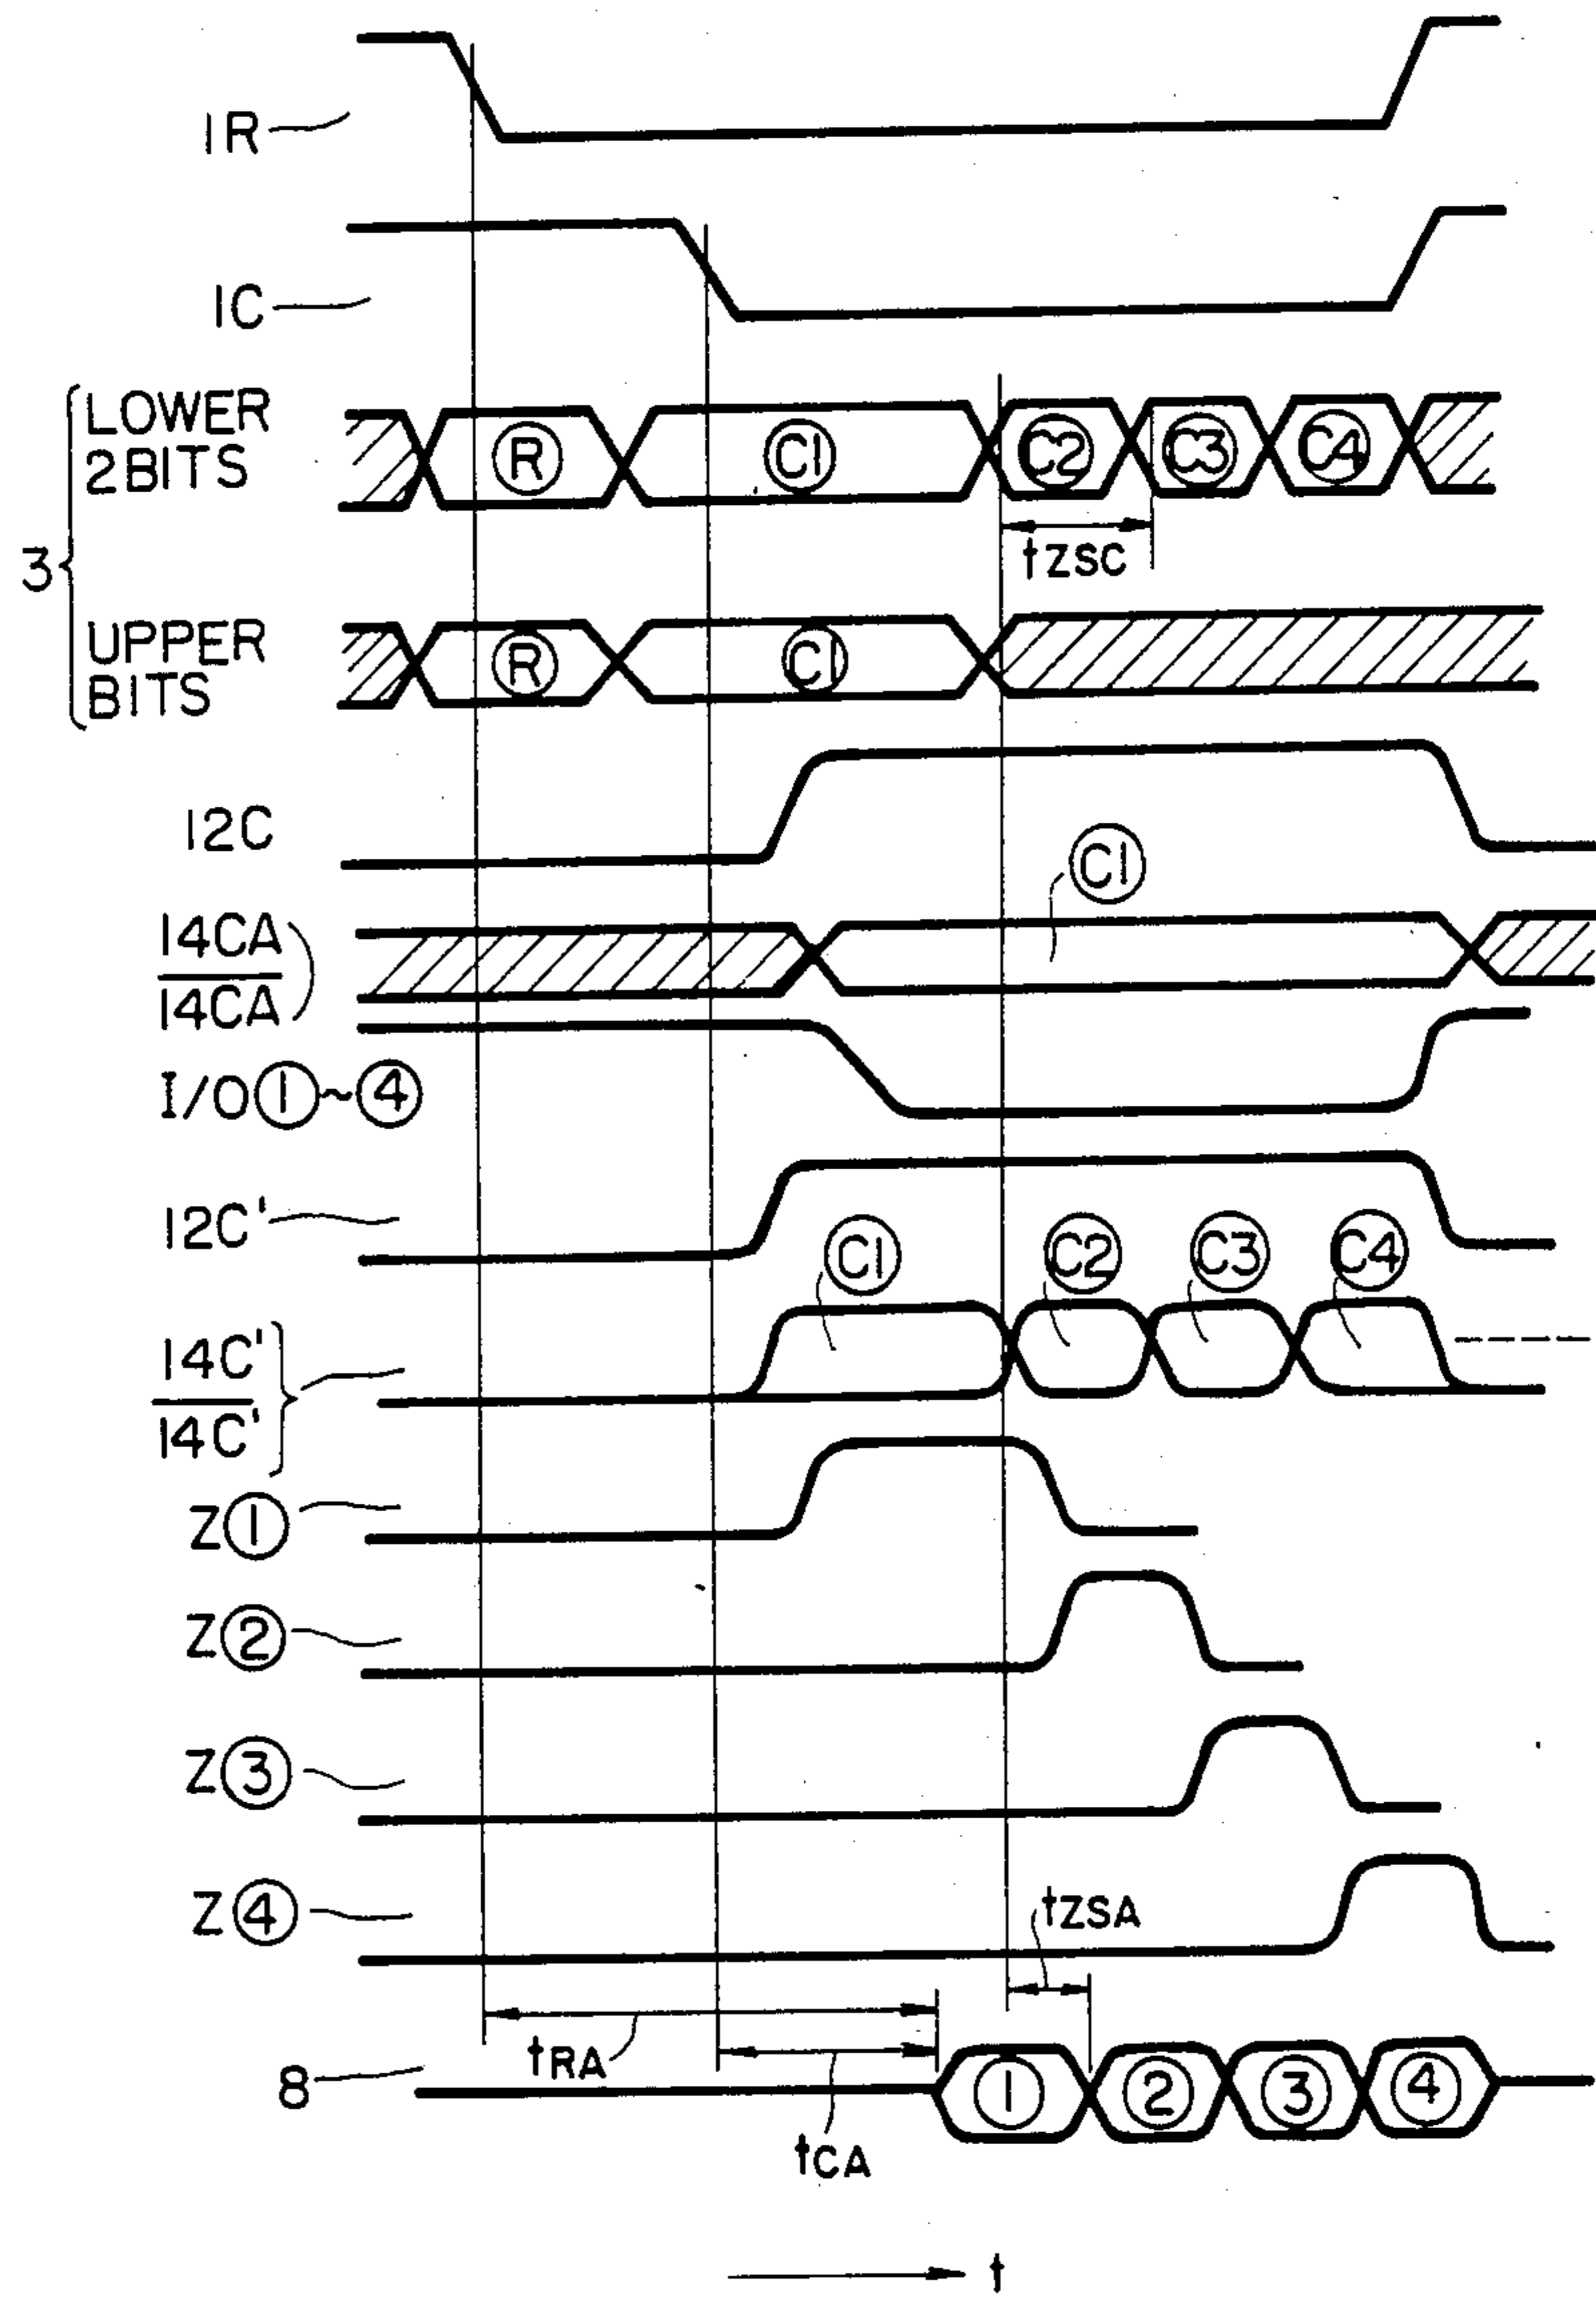 1R
1C
3
LOWER
2BITS
Ⓡ C1 C2 C3 C4
tZSC
UPPER
BITS
Ⓡ C1
12C
C1
14CA
14CA
I/O①~④
12C'
C1 C2 C3 C4
14C'
14C'
Z①
Z②
Z③
Z④
tZSA
tRA
8
① ② ③ ④
tCA
t